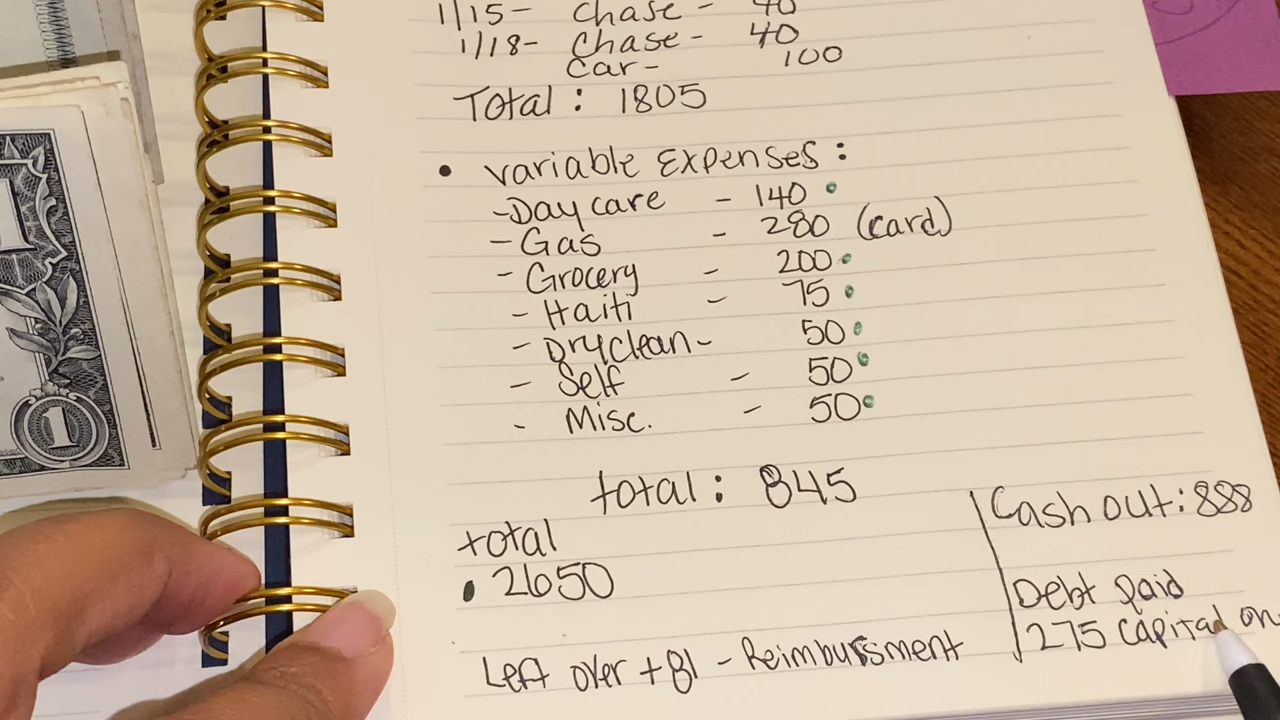 1/15- Chase - 40
1/18- Chase - 40
Car- 100
Total : 1805
• Variable Expenses :
- Day care - 140
- Gas - 280 (card)
- Grocery - 200
- Haiti - 75
- Dryclean- 50
- Self - 50
- Misc. - 50
total : 845
total
• 2650
Left over +81 - Reimbursment
Cash out: 888
Debt paid
275 Capital on
1